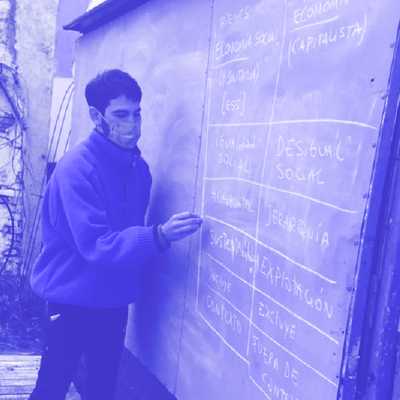 BIENES
ECONOMÍA SOCIAL
(Y SOLIDARIA)
[ESS]
ECONOMÍA
(CAPITALISTA)
IGUALDAD
SOCIAL
DESIGUAL
SOCIAL
HORIZONTAL
JERARQUÍA
SUSTENTABLE
EXPLOTACIÓN
INCLUYE
EXCLUYE
CONTEXTO
FUERA DE